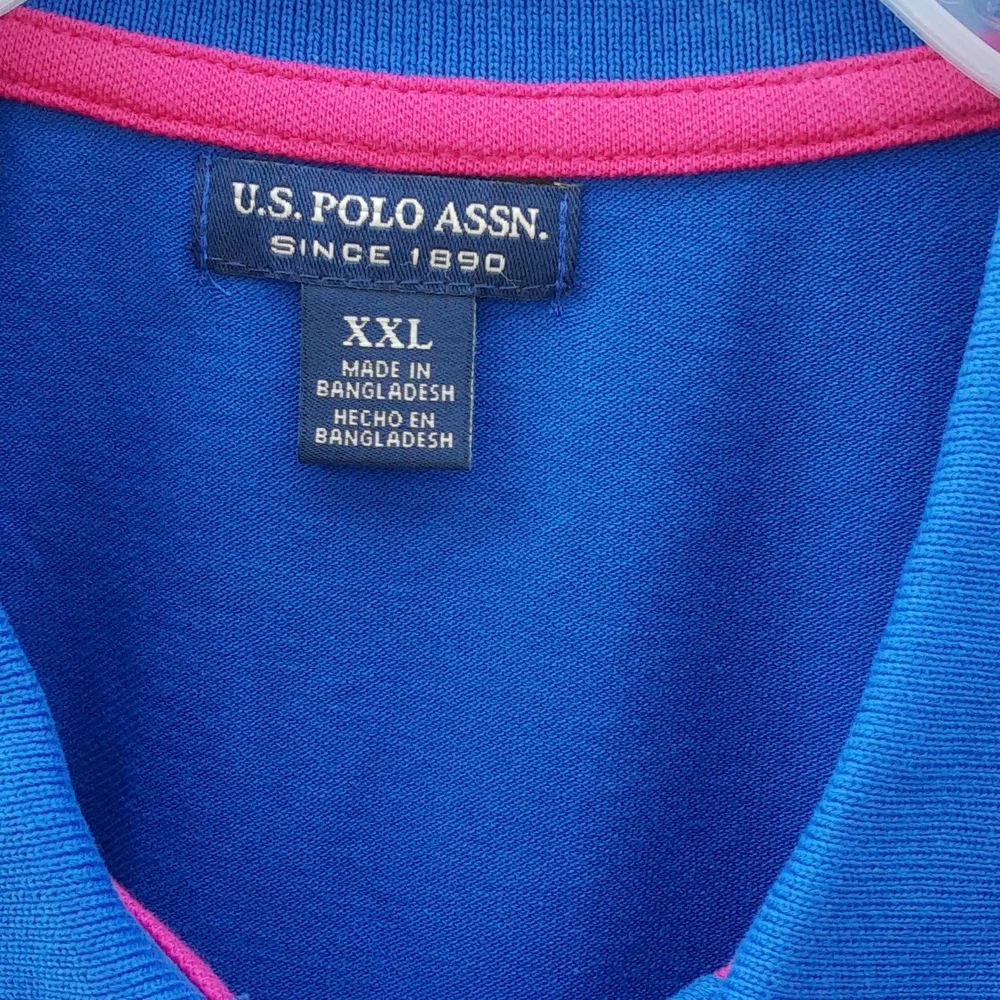 U.S. POLO ASSN.
SINCE 1890
XXL
MADE IN
BANGLADESH
HECHO EN
BANGLADESH